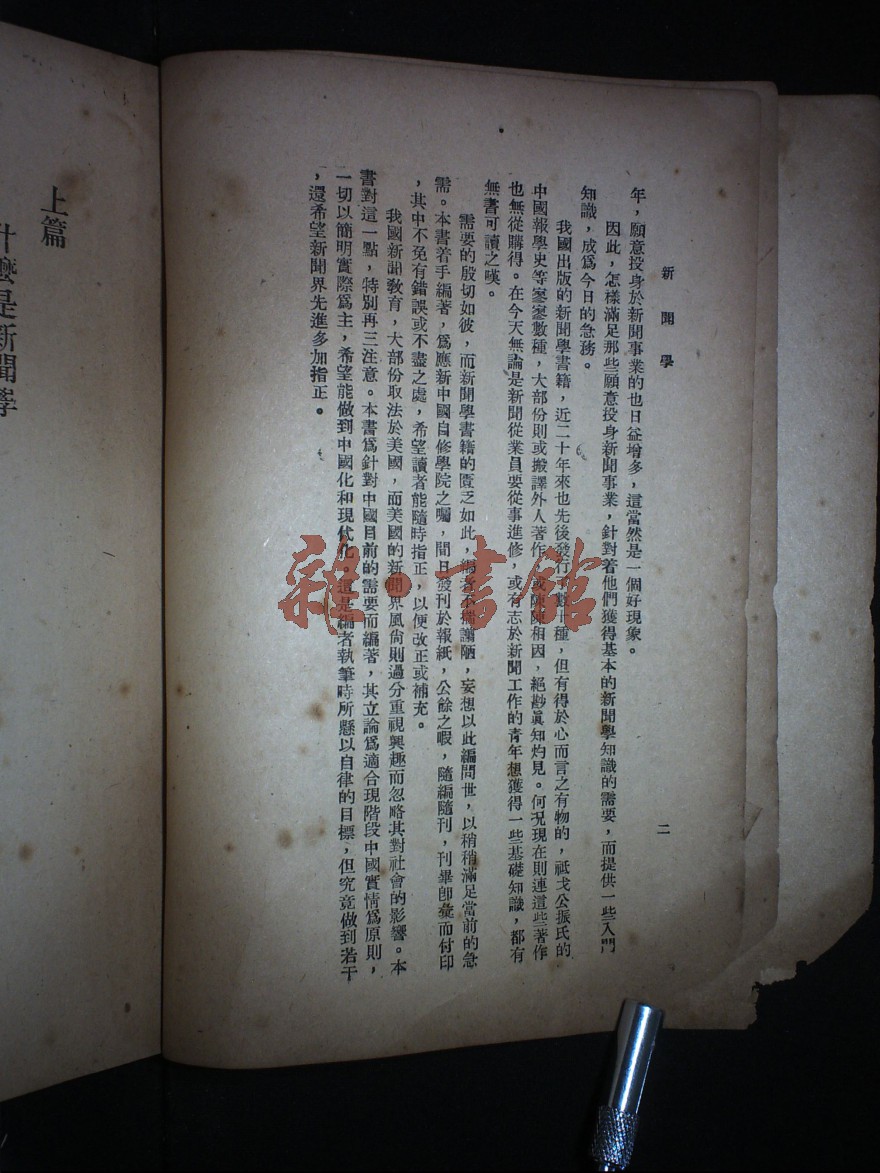 新聞學
二
年，願意投身於新聞事業的也日益增多，這當然是一個好現象。
因此，怎樣滿足那些願意投身新聞事業，針對着他們獲得基本的新聞學知識的需要，而提供一些入門
知識，成爲今日的急務。
我國出版的新聞學書籍，近二十年來也先後發行了數十種，但有得於心而言之有物的，祇戈公振氏的
中國報學史等寥寥數種，大部份則或搬譯外人著作，或陳陳相因，絕尠眞知灼見。何況現在則連這些著作
也無從購得。在今天無論是新聞從業員要從事進修，或有志於新聞工作的青年想獲得一些基礎知識，都有
無書可讀之嘆。
需要的殷切如彼，而新聞學書籍的匱乏如此，編者不揣譾陋，妄想以此編問世，以稍稍滿足當前的急
需。本書着手編著，爲應新中國自修學院之囑，間日發刊於報紙，公餘之暇，隨編隨刊，刊畢卽彙而付印
，其中不免有錯誤或不盡之處，希望讀者能隨時指正，以便改正或補充。
我國新聞敎育，大部份取法於美國，而美國的新聞界風尙則過分重視興趣而忽略其對社會的影響。本
書對這一點，特別再三注意。本書爲針對中國目前的需要而編著，其立論爲適合現階段中國實情爲原則，
一切以簡明實際爲主，希望能做到中國化和現代化。這是編者執筆時所懸以自律的目標，但究竟做到若干
，還希望新聞界先進多加指正。
上篇
什麼是新聞學
雜·書館